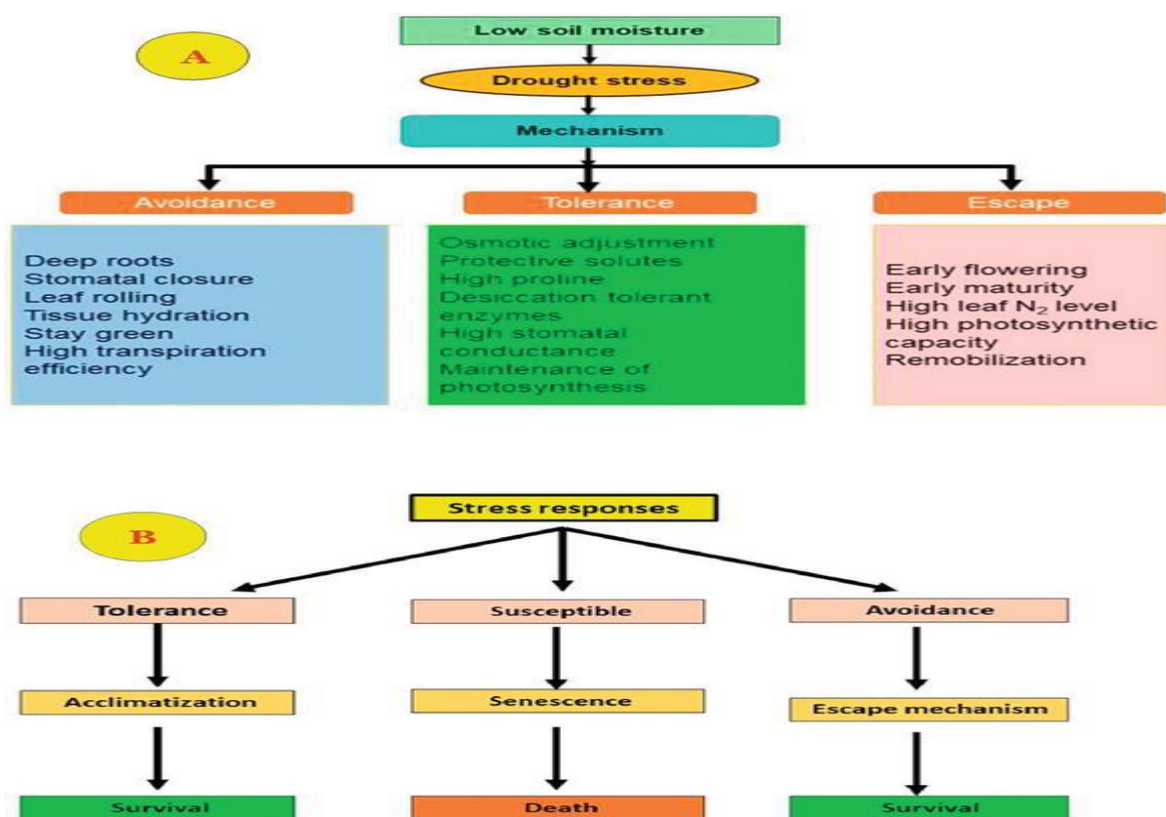 A
Low soil moisture
Drought stress
Mechanism
Avoidance
Deep roots
Stomatal closure
Leaf rolling
Tissue hydration
Stay green
High transpiration
efficiency
Tolerance
Osmotic adjustment
Protective solutes
High proline
Desiccation tolerant
enzymes
High stomatal
conductance
Maintenance of
photosynthesis
Escape
Early flowering
Early maturity
High leaf N₂ level
High photosynthetic
capacity
Remobilization
B
Stress responses
Tolerance
Susceptible
Avoidance
Acclimatization
Senescence
Escape mechanism
Survival
Death
Survival